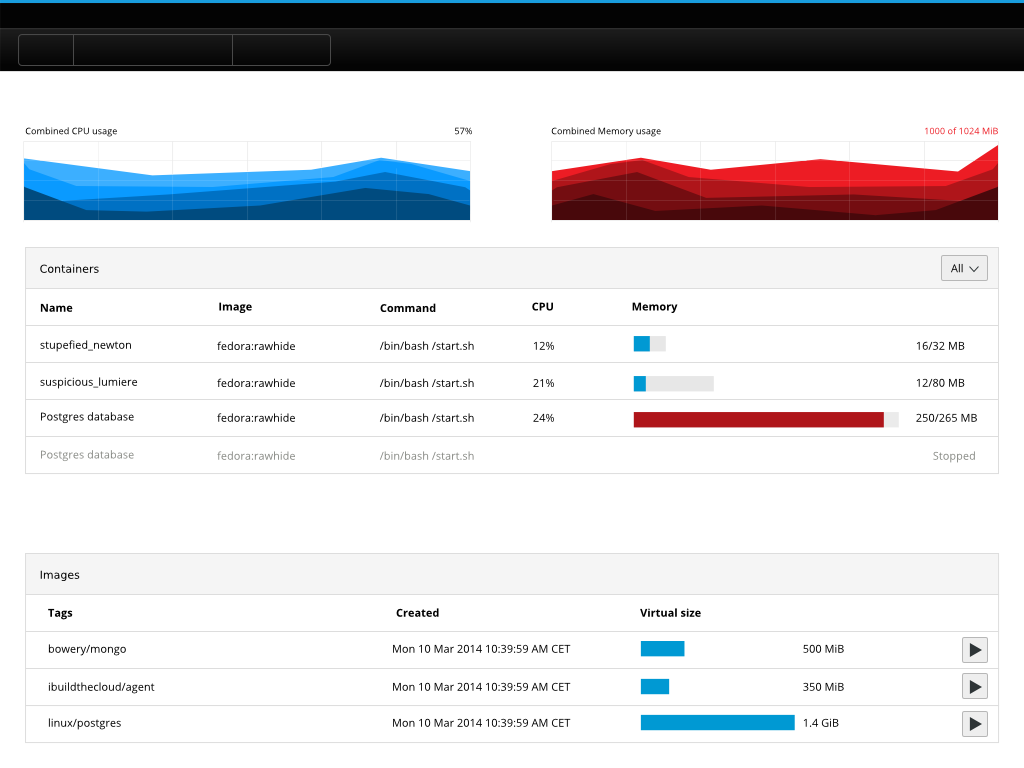 Combined CPU usage 57% Combined Memory usage 1000 of 1024 MiB
Containers All
Name Image Command CPU Memory
stupefied_newton fedora:rawhide /bin/bash /start.sh 12% 16/32 MB
suspicious_lumiere fedora:rawhide /bin/bash /start.sh 21% 12/80 MB
Postgres database fedora:rawhide /bin/bash /start.sh 24% 250/265 MB
Postgres database fedora:rawhide /bin/bash /start.sh Stopped
Images
Tags Created Virtual size
bowery/mongo Mon 10 Mar 2014 10:39:59 AM CET 500 MiB
ibuildthecloud/agent Mon 10 Mar 2014 10:39:59 AM CET 350 MiB
linux/postgres Mon 10 Mar 2014 10:39:59 AM CET 1.4 GiB